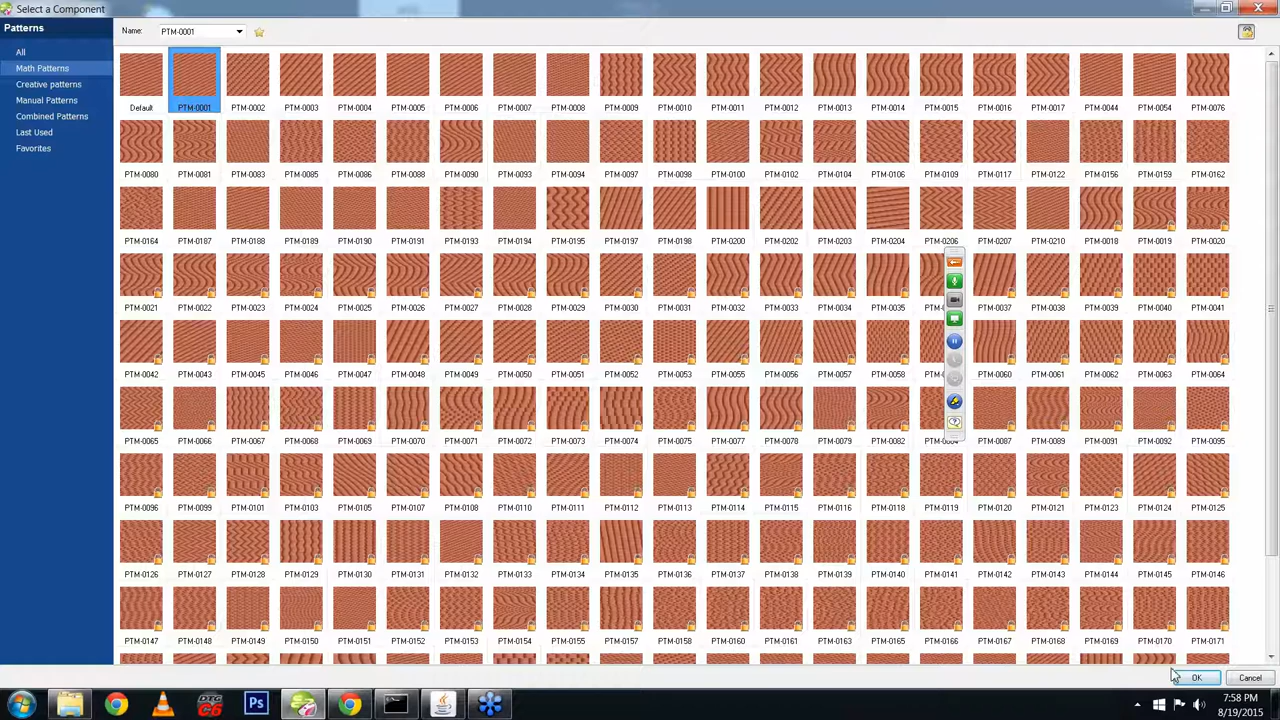 Select a Component
Patterns
Name: PTM-0001
All
Math Patterns
Creative patterns
Manual Patterns
Combined Patterns
Last Used
Favorites
Default PTM-0001 PTM-0002 PTM-0003 PTM-0004 PTM-0005 PTM-0006 PTM-0007 PTM-0008 PTM-0009 PTM-0010 PTM-0011 PTM-0012 PTM-0013 PTM-0014 PTM-0015 PTM-0016 PTM-0017 PTM-0044 PTM-0054 PTM-0076
PTM-0080 PTM-0081 PTM-0083 PTM-0085 PTM-0086 PTM-0088 PTM-0090 PTM-0093 PTM-0094 PTM-0097 PTM-0098 PTM-0100 PTM-0102 PTM-0104 PTM-0106 PTM-0109 PTM-0117 PTM-0122 PTM-0156 PTM-0159 PTM-0162
PTM-0164 PTM-0187 PTM-0188 PTM-0189 PTM-0190 PTM-0191 PTM-0193 PTM-0194 PTM-0195 PTM-0197 PTM-0198 PTM-0200 PTM-0202 PTM-0203 PTM-0204 PTM-0206 PTM-0207 PTM-0210 PTM-0018 PTM-0019 PTM-0020
PTM-0021 PTM-0022 PTM-0023 PTM-0024 PTM-0025 PTM-0026 PTM-0027 PTM-0028 PTM-0029 PTM-0030 PTM-0031 PTM-0032 PTM-0033 PTM-0034 PTM-0035 PTM-0037 PTM-0038 PTM-0039 PTM-0040 PTM-0041
PTM-0042 PTM-0043 PTM-0045 PTM-0046 PTM-0047 PTM-0048 PTM-0049 PTM-0050 PTM-0051 PTM-0052 PTM-0053 PTM-0055 PTM-0056 PTM-0057 PTM-0058 PTM-0060 PTM-0061 PTM-0062 PTM-0063 PTM-0064
PTM-0065 PTM-0066 PTM-0067 PTM-0068 PTM-0069 PTM-0070 PTM-0071 PTM-0072 PTM-0073 PTM-0074 PTM-0075 PTM-0077 PTM-0078 PTM-0079 PTM-0082 PTM-0084 PTM-0087 PTM-0089 PTM-0091 PTM-0092 PTM-0095
PTM-0096 PTM-0099 PTM-0101 PTM-0103 PTM-0105 PTM-0107 PTM-0108 PTM-0110 PTM-0111 PTM-0112 PTM-0113 PTM-0114 PTM-0115 PTM-0116 PTM-0118 PTM-0119 PTM-0120 PTM-0121 PTM-0123 PTM-0124 PTM-0125
PTM-0126 PTM-0127 PTM-0128 PTM-0129 PTM-0130 PTM-0131 PTM-0132 PTM-0133 PTM-0134 PTM-0135 PTM-0136 PTM-0137 PTM-0138 PTM-0139 PTM-0140 PTM-0141 PTM-0142 PTM-0143 PTM-0144 PTM-0145 PTM-0146
PTM-0147 PTM-0148 PTM-0149 PTM-0150 PTM-0151 PTM-0152 PTM-0153 PTM-0154 PTM-0155 PTM-0157 PTM-0158 PTM-0160 PTM-0161 PTM-0163 PTM-0165 PTM-0166 PTM-0167 PTM-0168 PTM-0169 PTM-0170 PTM-0171
OK Cancel
DTG
Ps
7:58 PM
8/19/2015